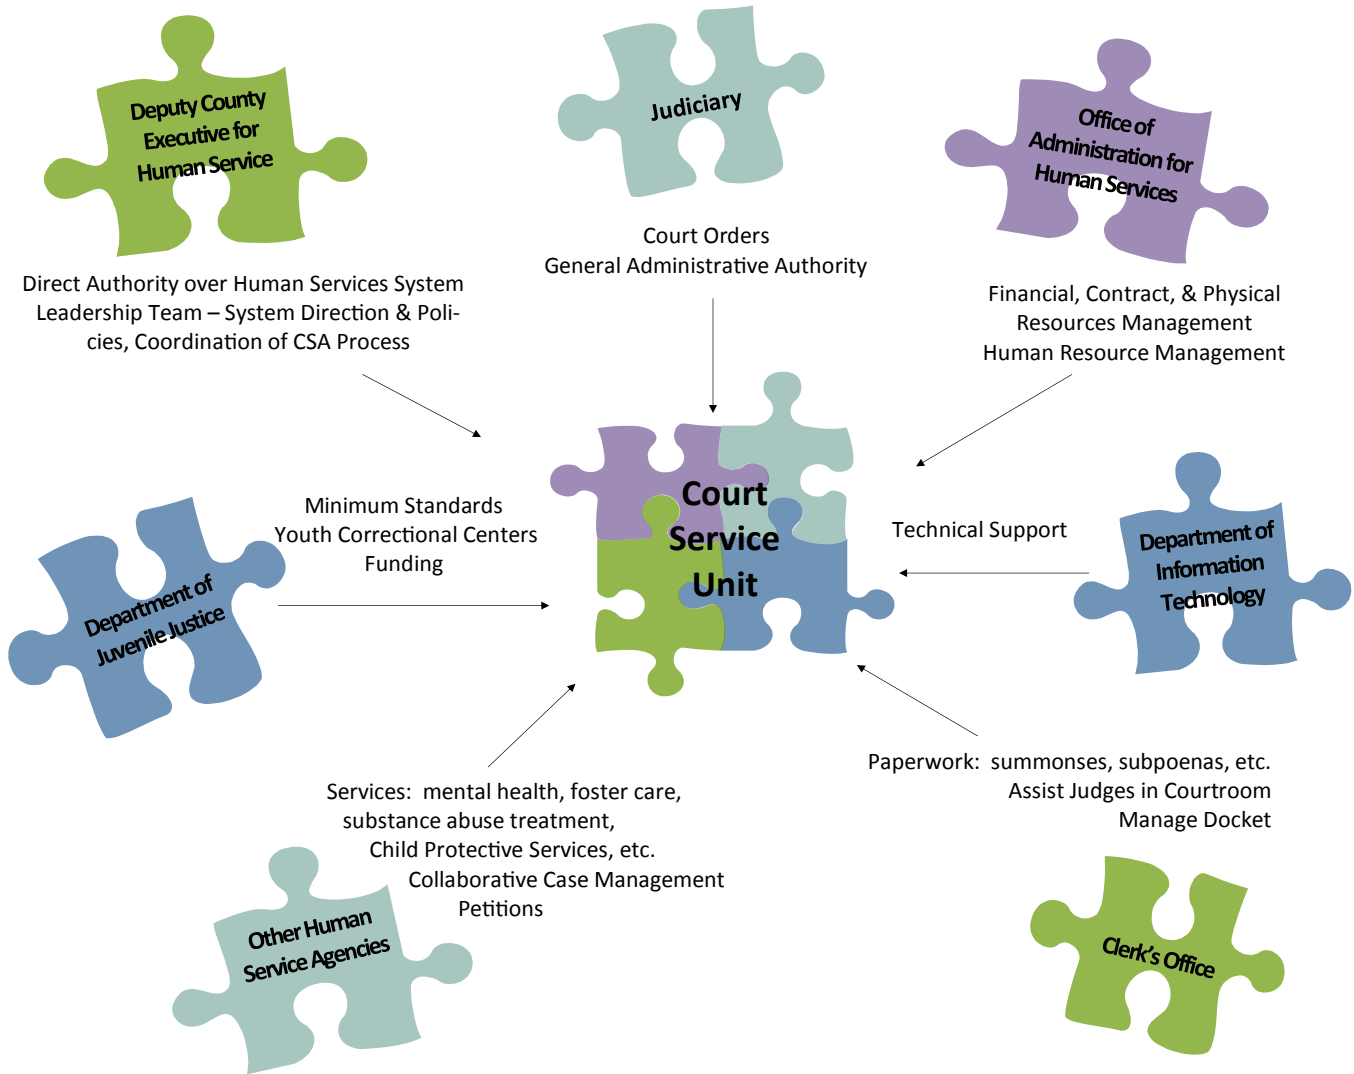 Deputy County
Executive for
Human Service
Direct Authority over Human Services System
Leadership Team – System Direction & Poli-
cies, Coordination of CSA Process
Judiciary
Court Orders
General Administrative Authority
Office of
Administration for
Human Services
Financial, Contract, & Physical
Resources Management
Human Resource Management
Department of
Juvenile Justice
Minimum Standards
Youth Correctional Centers
Funding
Court
Service
Unit
Technical Support
Department of
Information
Technology
Services:  mental health, foster care,
substance abuse treatment,
Child Protective Services, etc.
Collaborative Case Management
Petitions
Other Human
Service Agencies
Paperwork:  summonses, subpoenas, etc.
Assist Judges in Courtroom
Manage Docket
Clerk’s Office